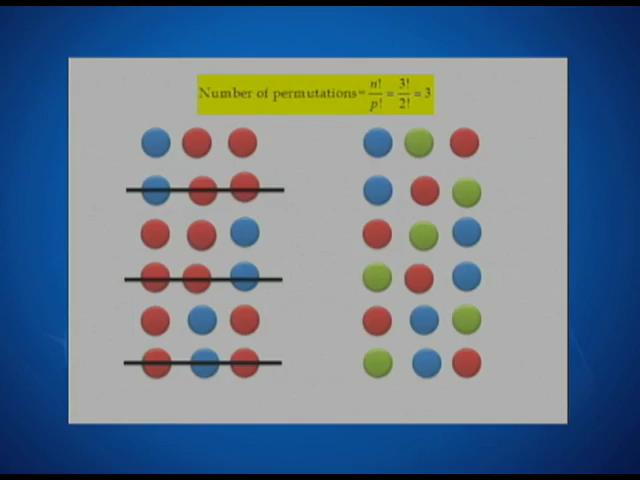 Number of permutations= n!/p! = 3!/2! = 3